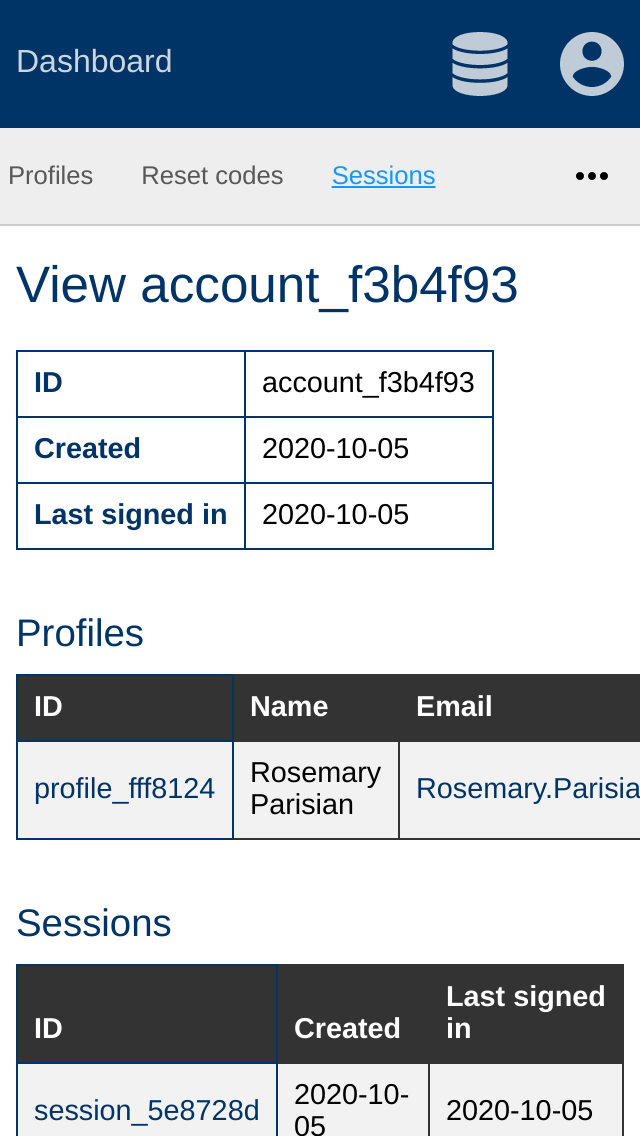 Dashboard
Profiles Reset codes Sessions
View account_f3b4f93
ID account_f3b4f93
Created 2020-10-05
Last signed in 2020-10-05
Profiles
ID Name Email
profile_fff8124 Rosemary Parisian Rosemary.Parisia
Sessions
ID Created Last signed in
session_5e8728d 2020-10-05 2020-10-05